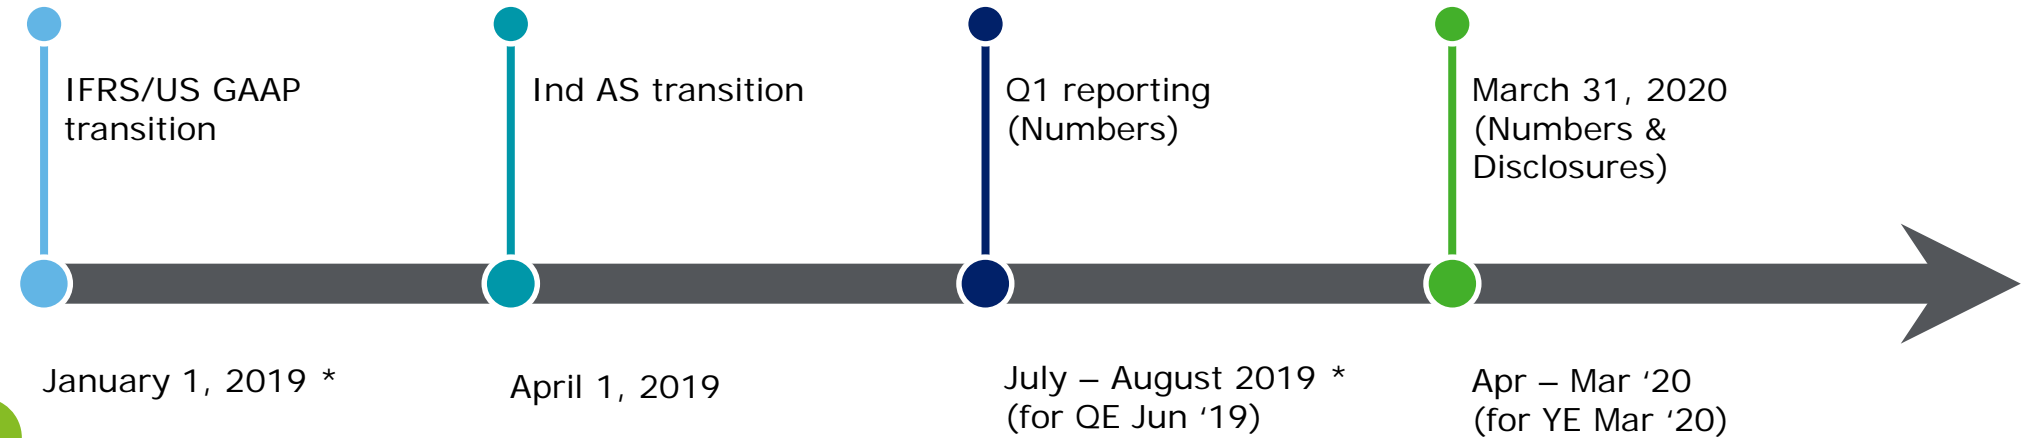 IFRS/US GAAP
transition
Ind AS transition
Q1 reporting
(Numbers)
March 31, 2020
(Numbers &
Disclosures)
January 1, 2019 *
April 1, 2019
July – August 2019 *
(for QE Jun ‘19)
Apr – Mar ‘20
(for YE Mar ‘20)